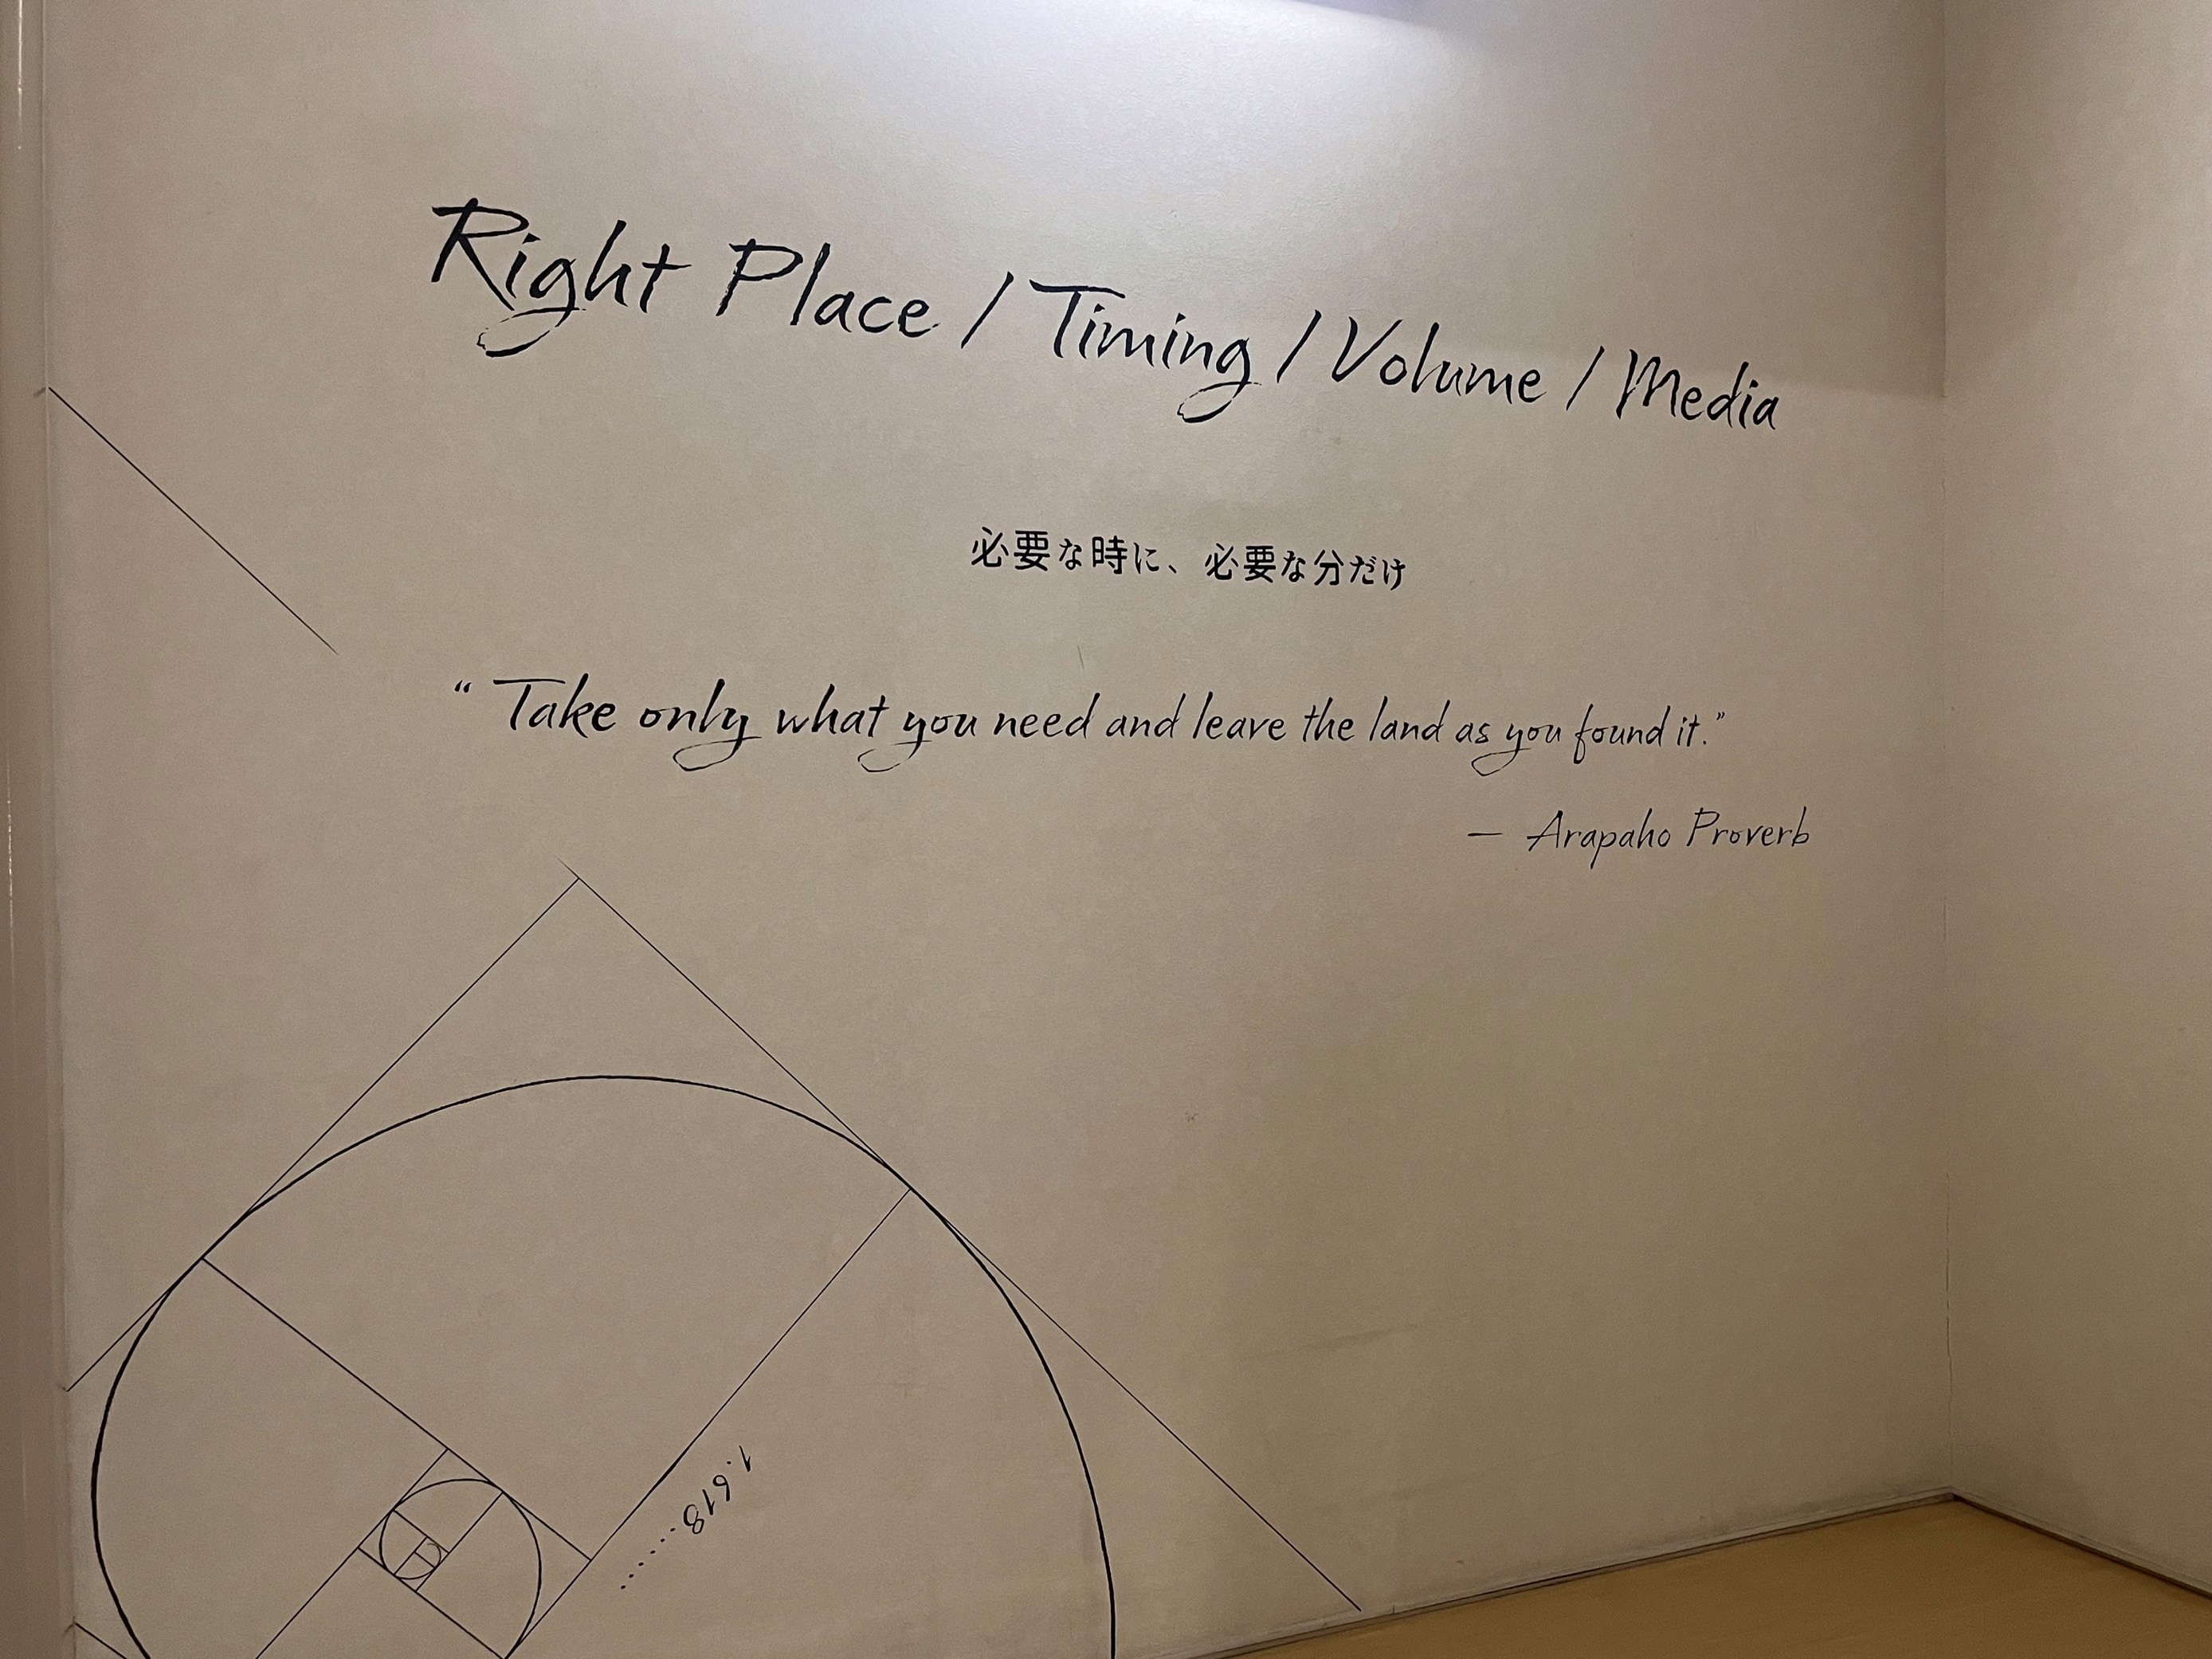 Right Place / Timing / Volume / Media
必要な時に、必要な分だけ
“Take only what you need and leave the land as you found it.”
— Arapaho Proverb
1.618......